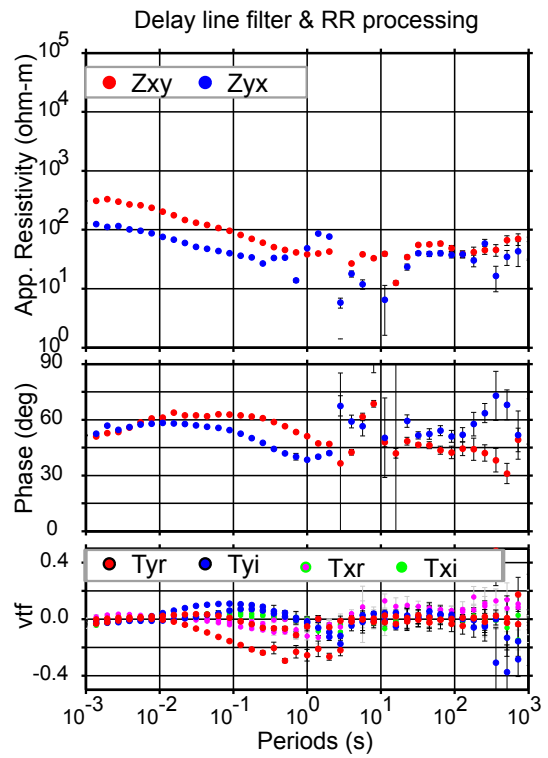 Delay line filter & RR processing
App. Resistivity (ohm-m)
10^5
10^4
10^3
10^2
10^1
10^0
Zxy Zyx
Phase (deg)
90
60
30
0
vtf
0.4
0.0
-0.4
Tyr Tyi Txr Txi
10^-3 10^-2 10^-1 10^0 10^1 10^2 10^3
Periods (s)